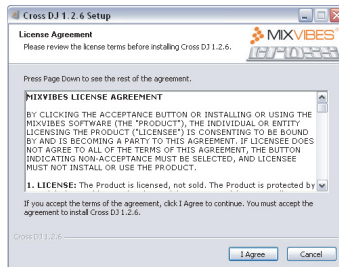 Cross DJ 1.2.6 Setup
License Agreement
Please review the license terms before installing Cross DJ 1.2.6.
MIXVIBES®
Press Page Down to see the rest of the agreement.
MIXVIBES LICENSE AGREEMENT
BY CLICKING THE ACCEPTANCE BUTTON OR INSTALLING OR USING THE
MIXVIBES SOFTWARE (THE "PRODUCT"), THE INDIVIDUAL OR ENTITY
LICENSING THE PRODUCT ("LICENSEE") IS CONSENTING TO BE BOUND
BY AND IS BECOMING A PARTY TO THIS AGREEMENT. IF LICENSEE DOES
NOT AGREE TO ALL OF THE TERMS OF THIS AGREEMENT, THE BUTTON
INDICATING NON-ACCEPTANCE MUST BE SELECTED, AND LICENSEE
MUST NOT INSTALL OR USE THE PRODUCT.
1. LICENSE: The Product is licensed, not sold. The Product is protected by
If you accept the terms of the agreement, click I Agree to continue. You must accept the
agreement to install Cross DJ 1.2.6.
Cross DJ 1.2.6
I Agree
Cancel